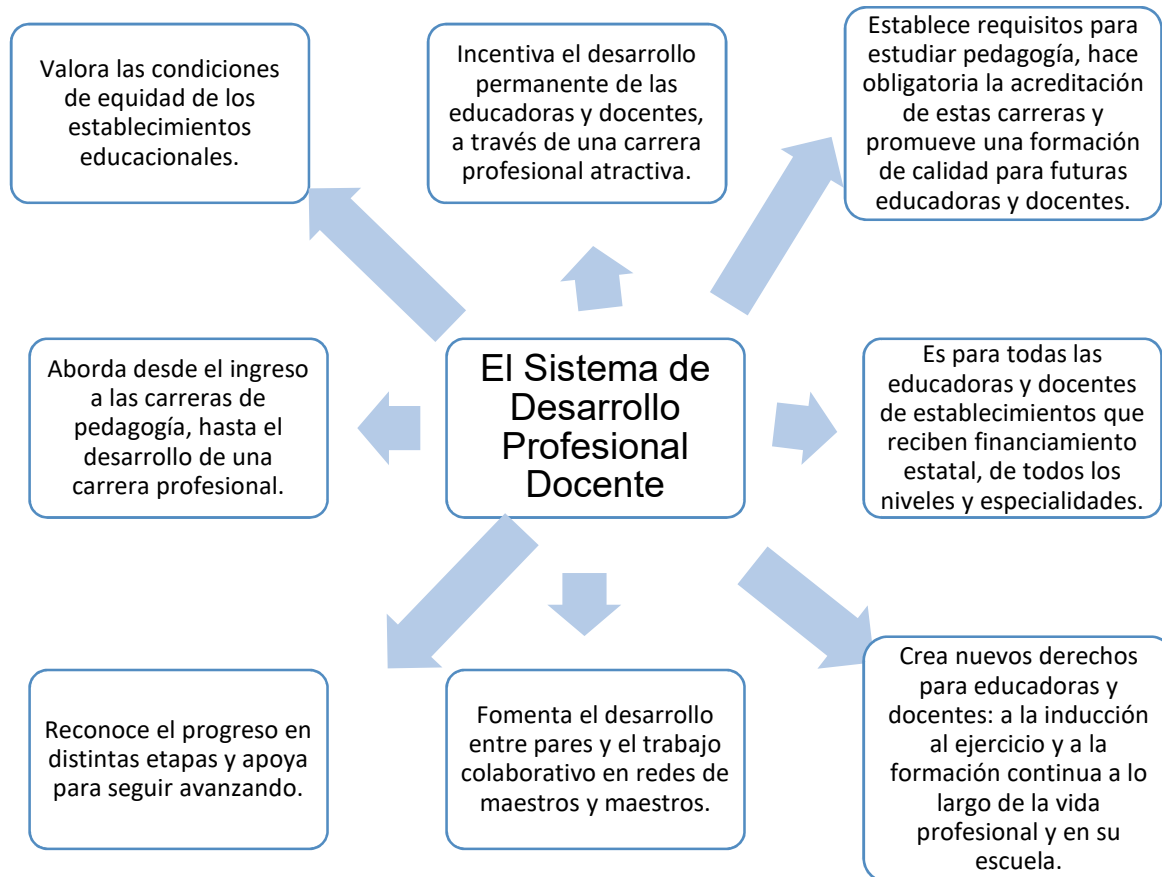 Valora las condiciones
de equidad de los
establecimientos
educacionales.
Incentiva el desarrollo
permanente de las
educadoras y docentes,
a través de una carrera
profesional atractiva.
Establece requisitos para
estudiar pedagogía, hace
obligatoria la acreditación
de estas carreras y
promueve una formación
de calidad para futuras
educadoras y docentes.
Aborda desde el ingreso
a las carreras de
pedagogía, hasta el
desarrollo de una
carrera profesional.
El Sistema de
Desarrollo
Profesional
Docente
Es para todas las
educadoras y docentes
de establecimientos que
reciben financiamiento
estatal, de todos los
niveles y especialidades.
Reconoce el progreso en
distintas etapas y apoya
para seguir avanzando.
Fomenta el desarrollo
entre pares y el trabajo
colaborativo en redes de
maestros y maestros.
Crea nuevos derechos
para educadoras y
docentes: a la inducción
al ejercicio y a la
formación continua a lo
largo de la vida
profesional y en su
escuela.